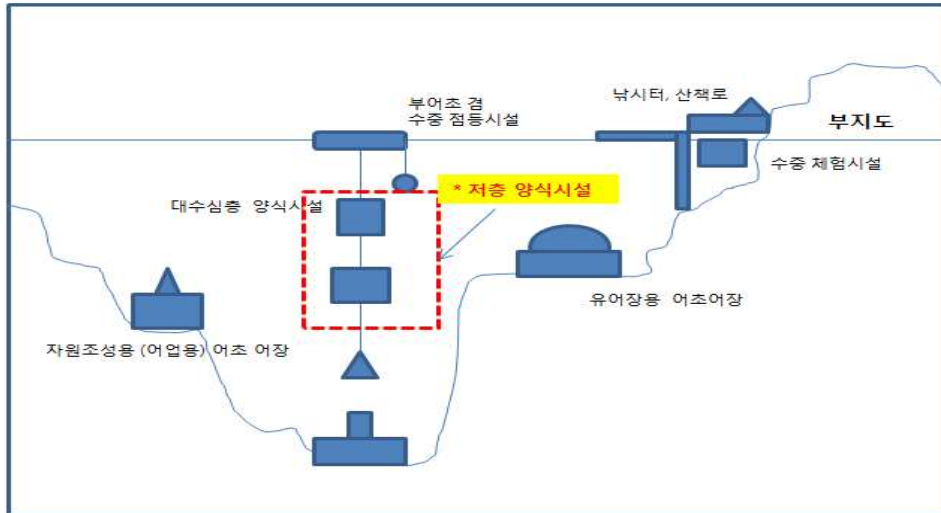 낚시터, 산책로
부어초 겸
수중 점등시설
부지도
수중 체험시설
* 저층 양식시설
대수심층 양식시설
유어장용 어초어장
자원조성용 (어업용) 어초 어장